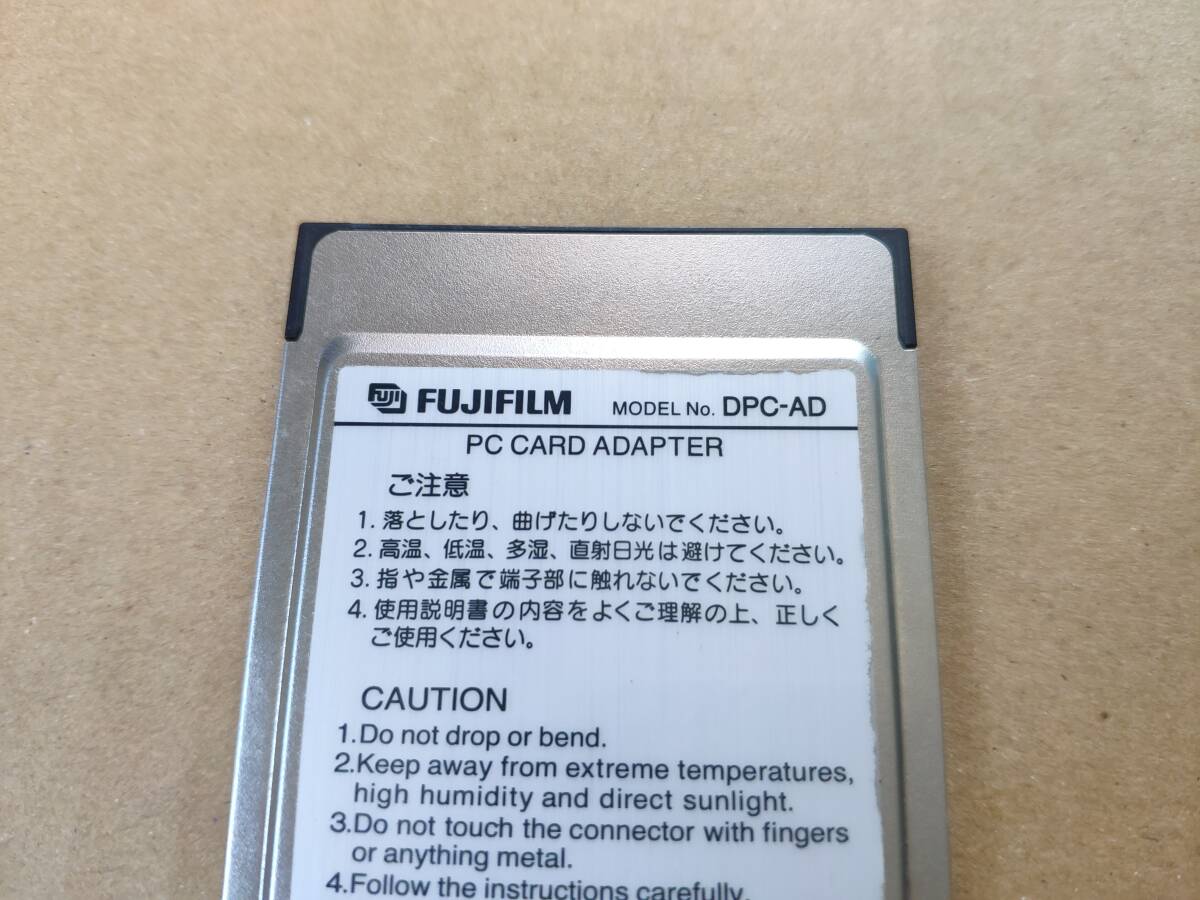 FUJI FUJIFILM MODEL No. DPC-AD
PC CARD ADAPTER
ご注意
1. 落としたり、曲げたりしないでください。
2. 高温、低温、多湿、直射日光は避けてください。
3. 指や金属で端子部に触れないでください。
4. 使用説明書の内容をよくご理解の上、正しく
ご使用ください。
CAUTION
1.Do not drop or bend.
2.Keep away from extreme temperatures,
high humidity and direct sunlight.
3.Do not touch the connector with fingers
or anything metal.
4.Follow the instructions carefully.